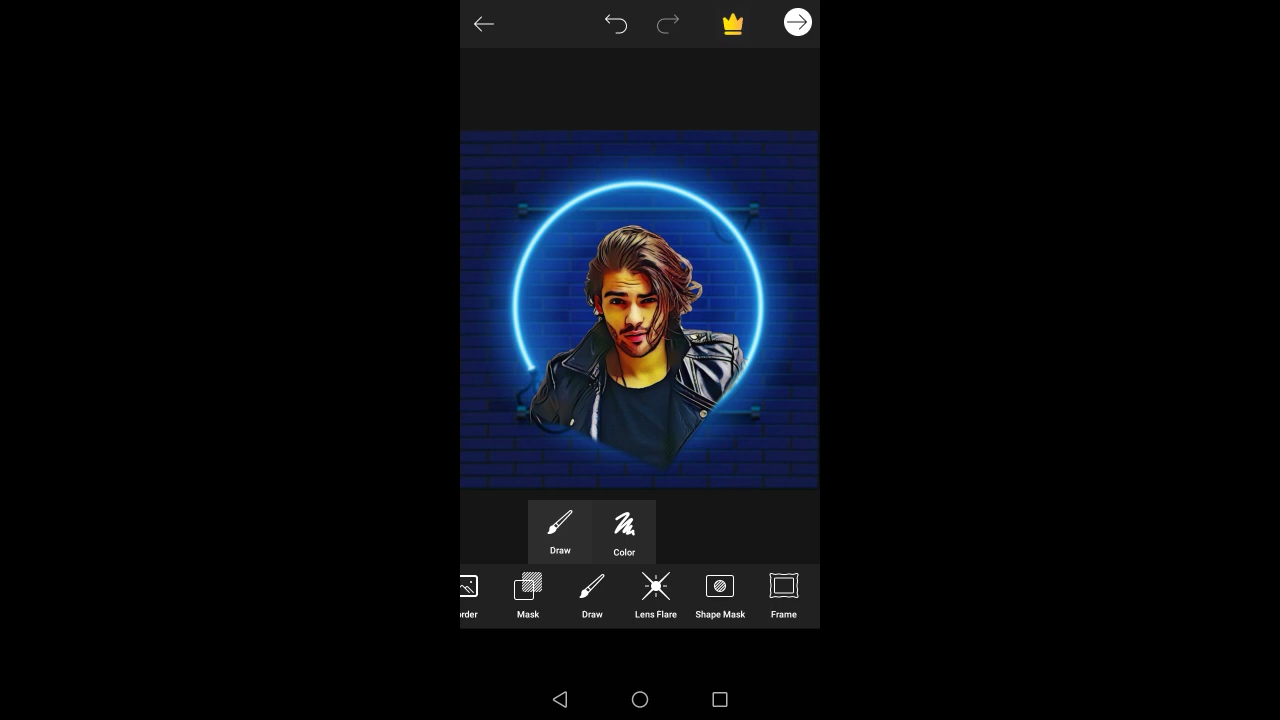 Draw
Color
rder
Mask
Draw
Lens Flare
Shape Mask
Frame